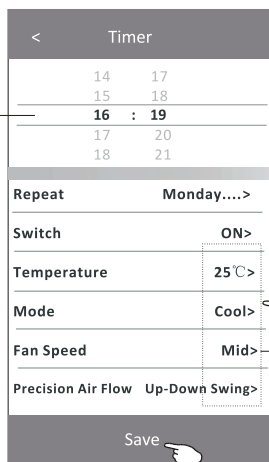 < Timer
14 17
15 18
16 : 19
17 20
18 21
Repeat Monday....>
Switch ON>
Temperature 25℃>
Mode Cool>
Fan Speed Mid>
Precision Air Flow Up-Down Swing>
Save